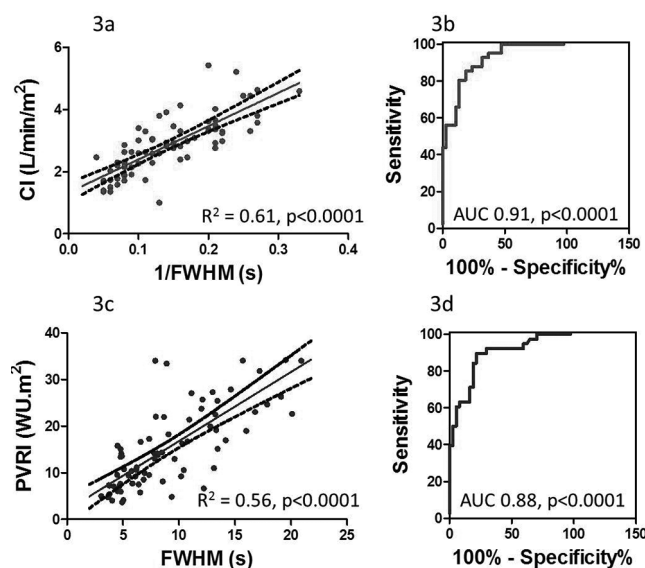 3a
CI (L/min/m²)
6
4
2
0
0.0 0.1 0.2 0.3 0.4
1/FWHM (s)
R² = 0.61, p<0.0001
3b
Sensitivity
100
80
60
40
20
0
0 50 100 150
100% - Specificity%
AUC 0.91, p<0.0001
3c
PVRI (WU.m²)
40
30
20
10
0
0 5 10 15 20 25
FWHM (s)
R² = 0.56, p<0.0001
3d
Sensitivity
100
80
60
40
20
0
0 50 100 150
100% - Specificity%
AUC 0.88, p<0.0001